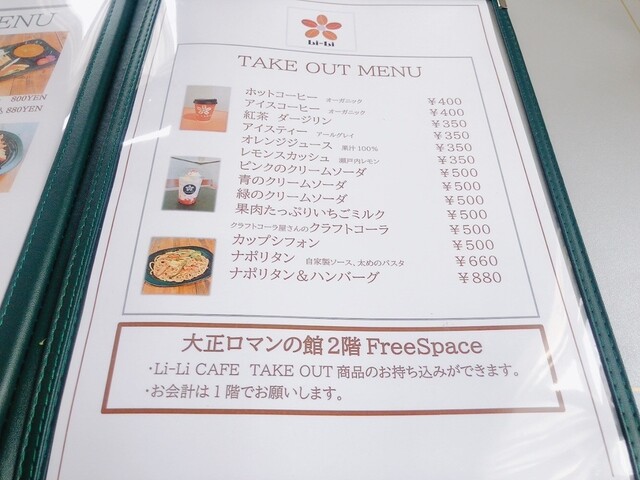 ENU
800YEN
880YEN
Li-Li
TAKE OUT MENU
ホットコーヒー オーガニック ¥400
アイスコーヒー オーガニック ¥400
紅茶 ダージリン ¥350
アイスティー アールグレイ ¥350
オレンジジュース 果汁100% ¥350
レモンスカッシュ 瀬戸内レモン ¥350
ピンクのクリームソーダ ¥500
青のクリームソーダ ¥500
緑のクリームソーダ ¥500
果肉たっぷりいちごミルク ¥500
クラフトコーラ屋さんのクラフトコーラ ¥500
カップシフォン ¥500
ナポリタン 自家製ソース、太めのパスタ ¥660
ナポリタン&ハンバーグ ¥880
大正ロマンの館2階 FreeSpace
・Li-Li CAFE TAKE OUT 商品のお持ち込みができます。
・お会計は1階でお願いします。